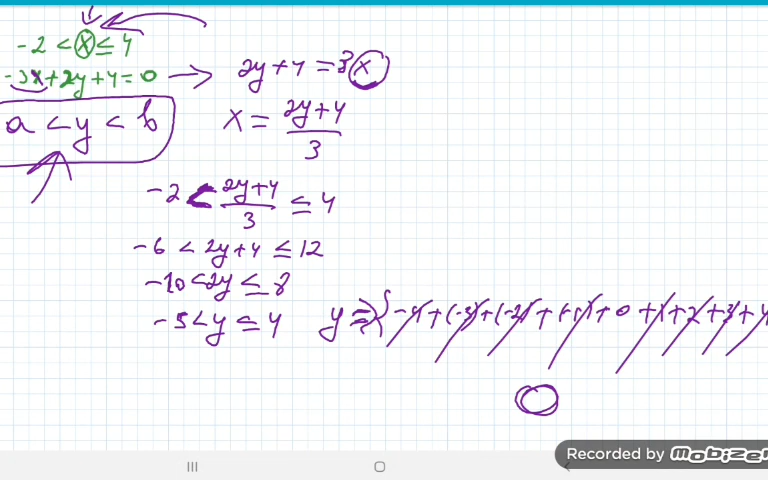 -2 < x ≤ 4
-3x+2y+4=0
a < y < b
2y+4 = 3x
x = 2y+4/3
-2 < 2y+4/3 ≤ 4
-6 < 2y+4 ≤ 12
-10 < 2y ≤ 8
-5 < y ≤ 4
y = -4+(-3)+(-2)+(-1)+0+1+2+3+4
0
Recorded by mobizen